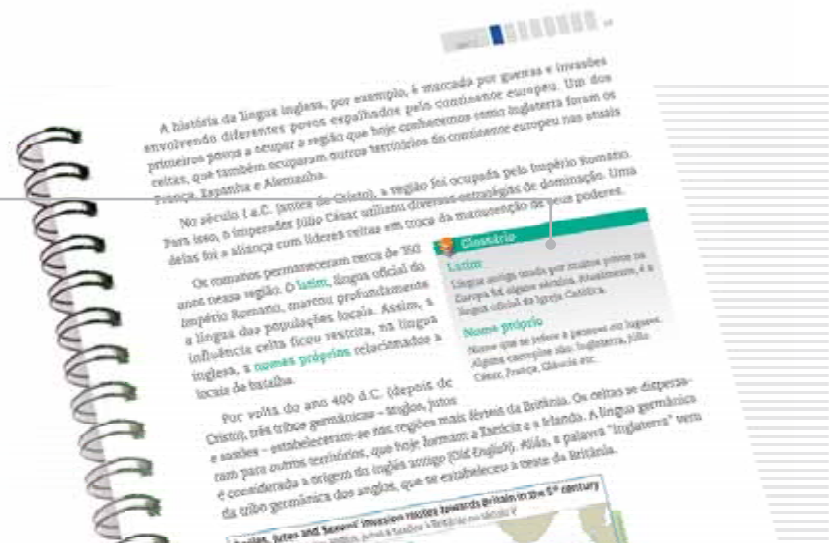 A história da língua inglesa, por exemplo, é marcada por guerras e invasões
envolvendo diferentes povos espalhados pelo continente europeu. Um dos
primeiros povos a ocupar a região que hoje conhecemos como Inglaterra foram os
celtas, que também ocuparam outros territórios do continente europeu nas atuais
França, Espanha e Alemanha.
No século I a.C. (antes de Cristo), a região foi ocupada pelo Império Romano.
Para isso, o imperador Júlio César utilizou diversas estratégias de dominação. Uma
delas foi a aliança com líderes celtas em troca da manutenção de seus poderes.
Os romanos permaneceram cerca de 350
anos nessa região. O latim, língua oficial do
Império Romano, marcou profundamente
a língua das populações locais. Assim, a
influência celta ficou restrita, na língua
inglesa, a nomes próprios relacionados a
locais de batalha.
Glossário
Latim
Língua antiga usada por muitos povos na
Europa há alguns séculos. Atualmente, é a
língua oficial da Igreja Católica.
Nome próprio
Nome que se refere a pessoas ou lugares.
Alguns exemplos são: Inglaterra, Júlio
César, França, Cláudia etc.
Por volta do ano 400 d.C. (depois de
Cristo), três tribos germânicas – anglos, jutos
e saxões – estabeleceram-se nas regiões mais férteis da Britânia. Os celtas se dispersa-
ram para outros territórios, que hoje formam a Escócia e a Irlanda. A língua germânica
é considerada a origem do inglês antigo (Old English). Aliás, a palavra "Inglaterra" vem
da tribo germânica dos anglos, que se estabeleceu a leste da Britânia.
Angles, Jutes and Saxons' invasion routes towards Britain in the 5th century